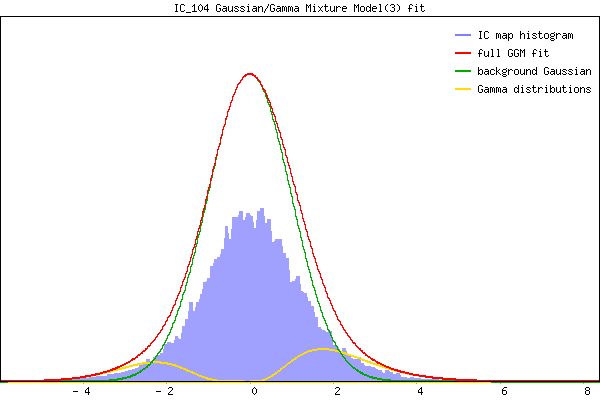 IC_104 Gaussian/Gamma Mixture Model(3) fit
IC map histogram
full GGM fit
background Gaussian
Gamma distributions
-4 -2 0 2 4 6 8